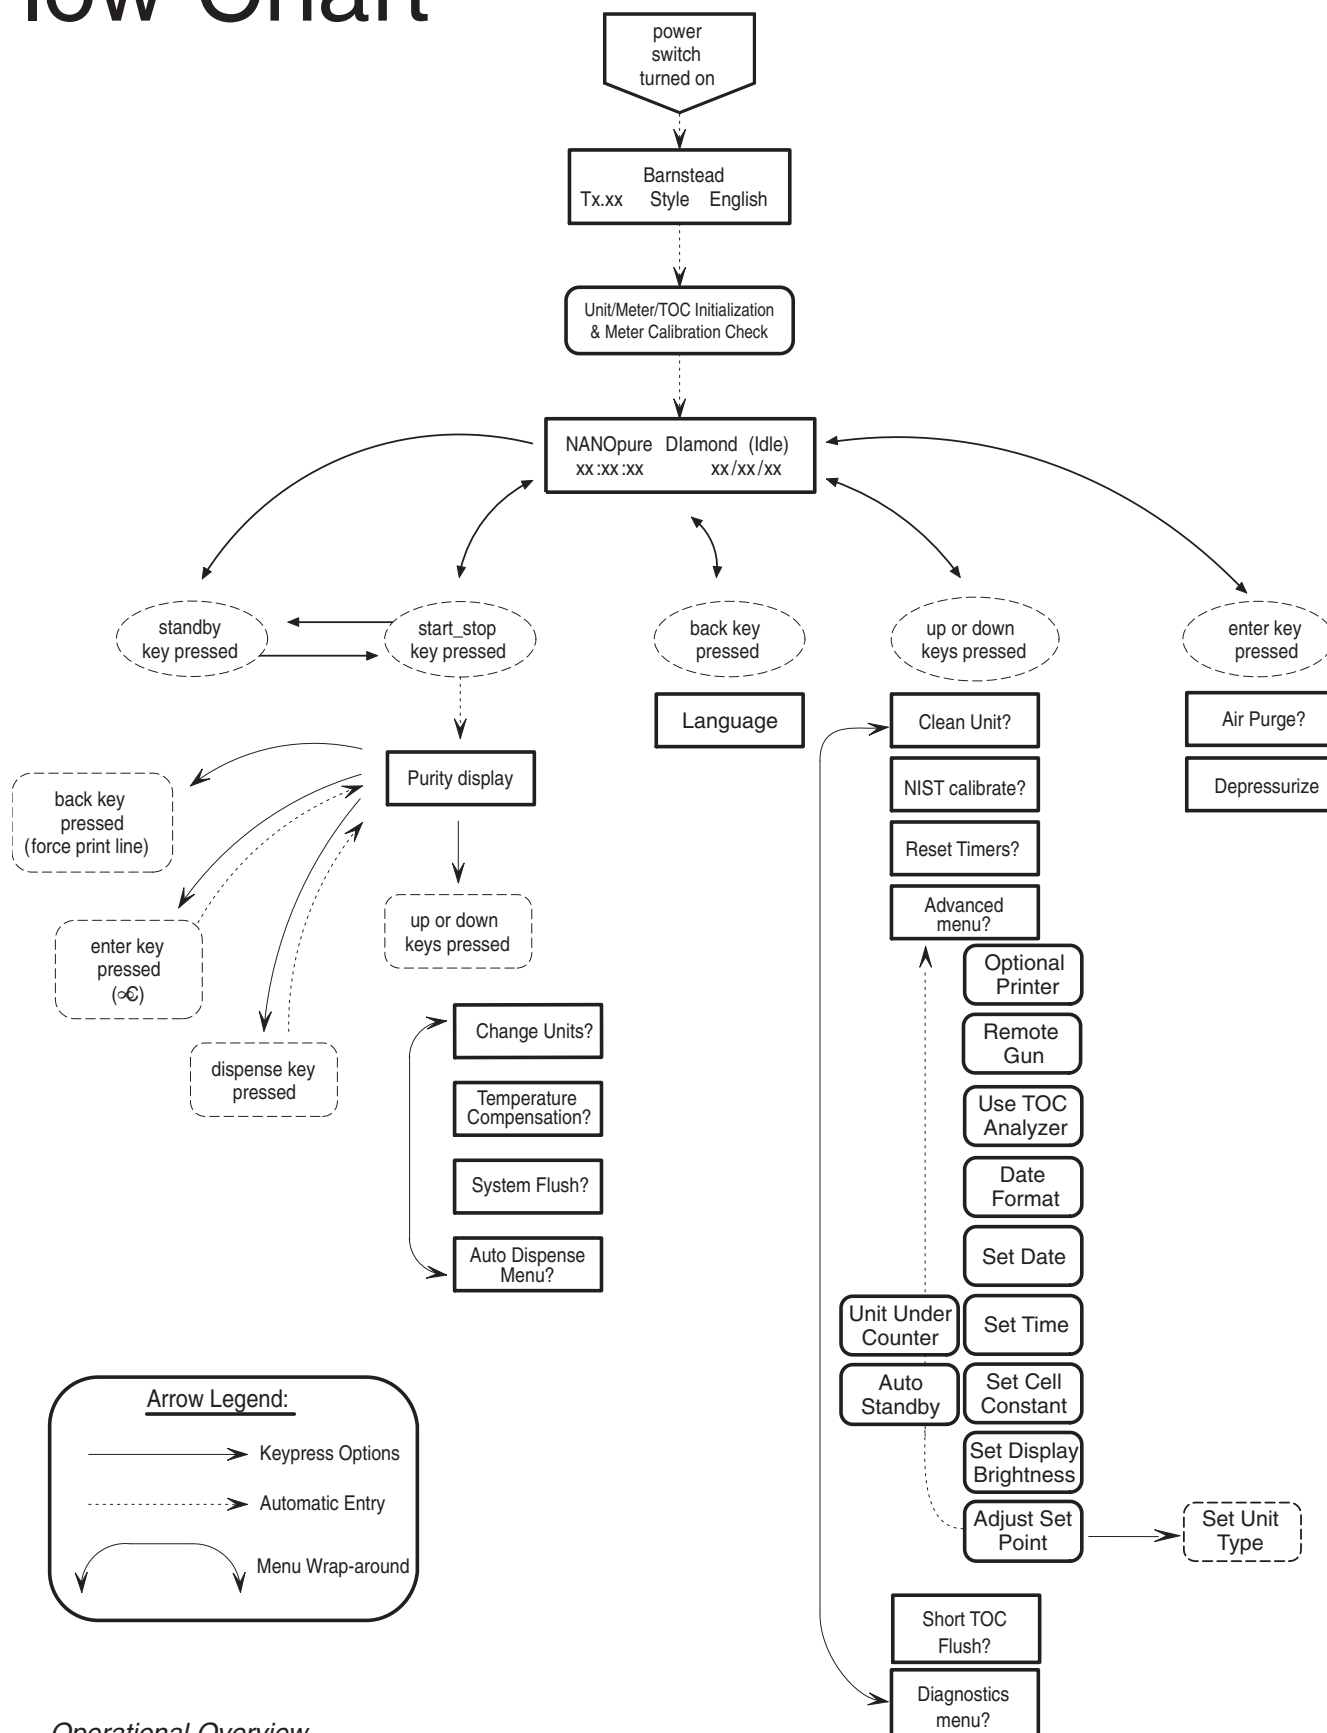 low Chart
power
switch
turned on
Barnstead
Tx.xx Style English
Unit/Meter/TOC Initialization
& Meter Calibration Check
NANOpure DIamond (Idle)
xx:xx:xx xx/xx/xx
standby
key pressed
start_stop
key pressed
back key
pressed
up or down
keys pressed
enter key
pressed
Language
Clean Unit?
NIST calibrate?
Reset Timers?
Advanced
menu?
Air Purge?
Depressurize
Purity display
back key
pressed
(force print line)
enter key
pressed
dispense key
pressed
up or down
keys pressed
Change Units?
Temperature
Compensation?
System Flush?
Auto Dispense
Menu?
Optional
Printer
Remote
Gun
Use TOC
Analyzer
Date
Format
Set Date
Unit Under
Counter
Set Time
Auto
Standby
Set Cell
Constant
Set Display
Brightness
Adjust Set
Point
Set Unit
Type
Short TOC
Flush?
Diagnostics
menu?
Arrow Legend:
Keypress Options
Automatic Entry
Menu Wrap-around
Operational Overview